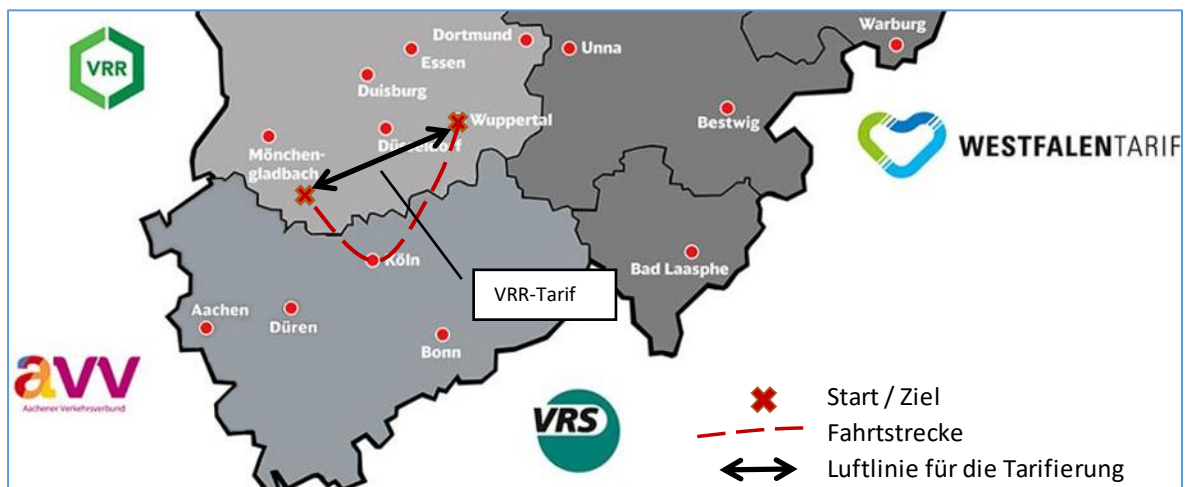 Warburg
Dortmund
Unna
VRR
Essen
Duisburg
Wuppertal
Bestwig
Düsseldorf
Mönchen-
gladbach
WESTFALENTARIF
Köln
Bad Laasphe
VRR-Tarif
Aachen
Düren
Bonn
avv
Aachener Verkehrsverbund
VRS
Start / Ziel
Fahrtstrecke
Luftlinie für die Tarifierung